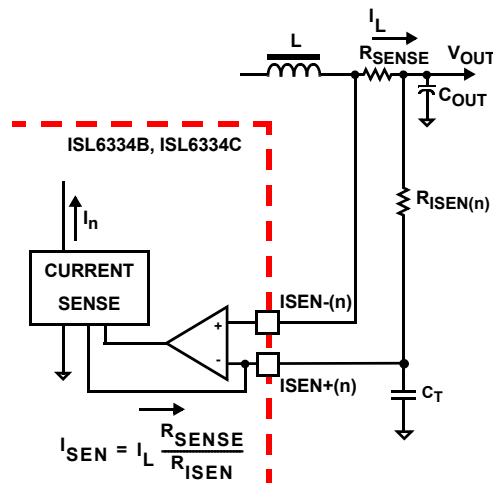 I_L
L
R_SENSE
V_OUT
C_OUT
ISL6334B, ISL6334C
R_ISEN(n)
I_n
CURRENT
SENSE
ISEN-(n)
+
-
ISEN+(n)
C_T
I_SEN = I_L R_SENSE / R_ISEN